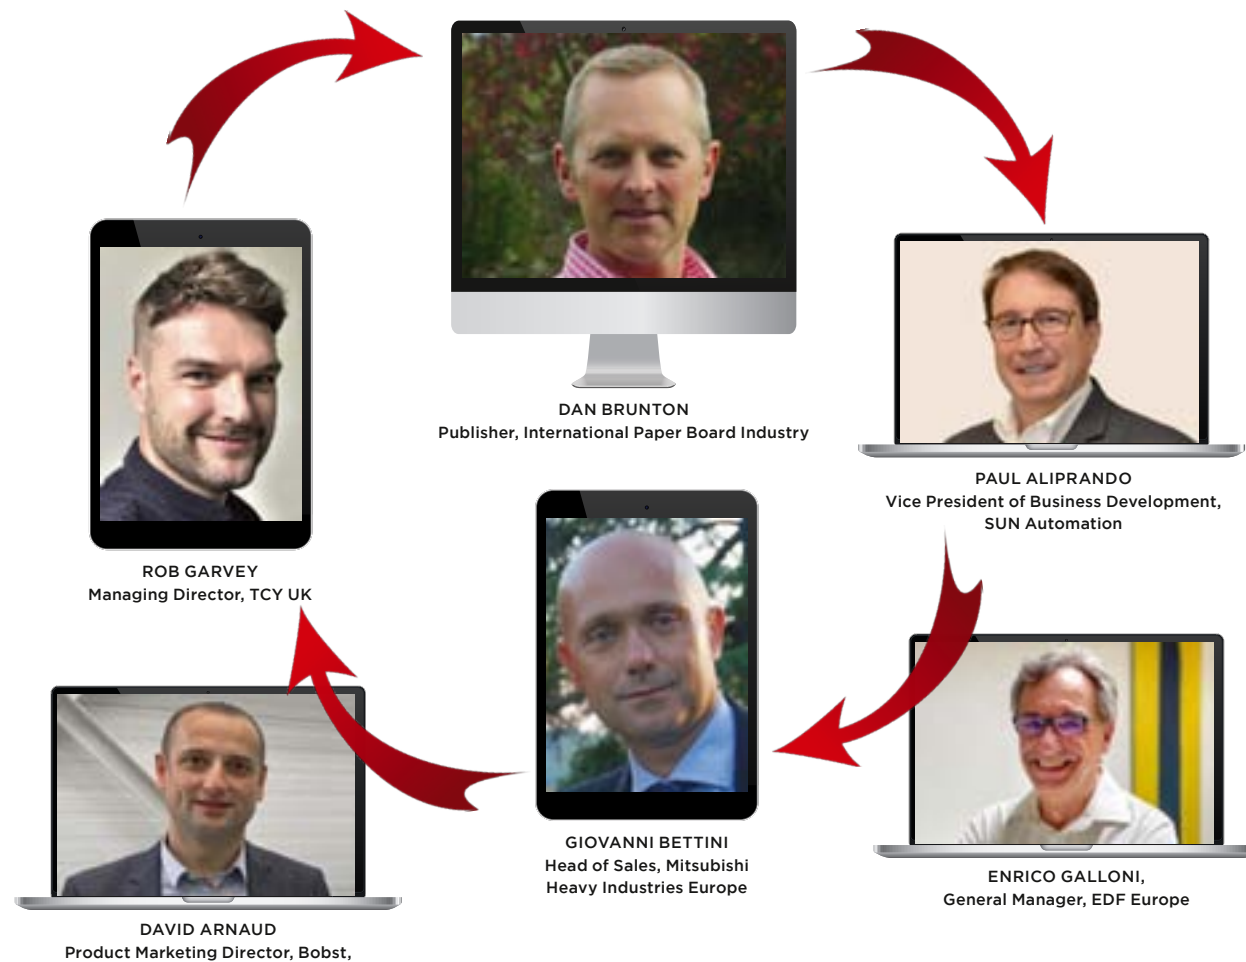 DAN BRUNTON
Publisher, International Paper Board Industry
PAUL ALIPRANDO
Vice President of Business Development,
SUN Automation
ROB GARVEY
Managing Director, TCY UK
GIOVANNI BETTINI
Head of Sales, Mitsubishi
Heavy Industries Europe
ENRICO GALLONI,
General Manager, EDF Europe
DAVID ARNAUD
Product Marketing Director, Bobst,